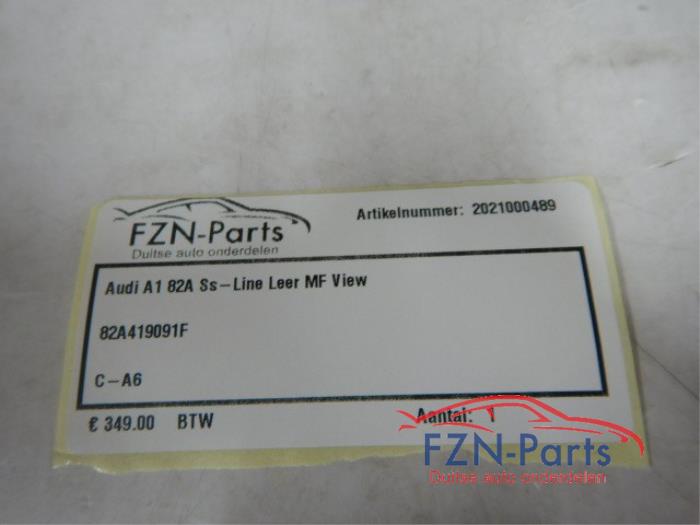 FZN-Parts
Duitse auto onderdelen
Artikelnummer: 2021000489
Audi A1 82A Ss-Line Leer MF View
82A419091F
C-A6
€ 349.00 BTW
Aantal: 1
FZN-Parts
Duitse auto onderdelen